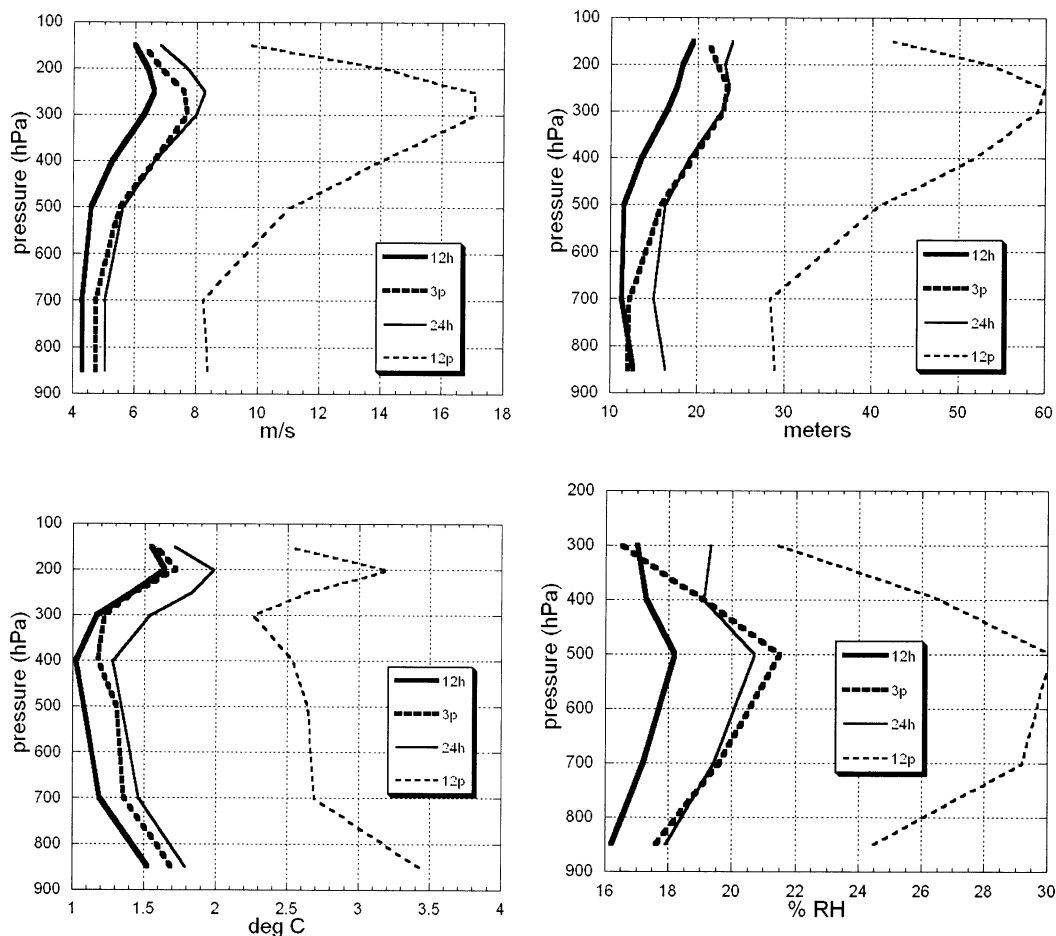 100
200
300
400
500
600
700
800
900
pressure (hPa)
4 6 8 10 12 14 16 18
m/s
12h
3p
24h
12p
100
200
300
400
500
600
700
800
900
pressure (hPa)
10 20 30 40 50 60
meters
12h
3p
24h
12p
100
200
300
400
500
600
700
800
900
pressure (hPa)
1 1.5 2 2.5 3 3.5 4
deg C
12h
3p
24h
12p
200
300
400
500
600
700
800
900
pressure (hPa)
16 18 20 22 24 26 28 30
% RH
12h
3p
24h
12p